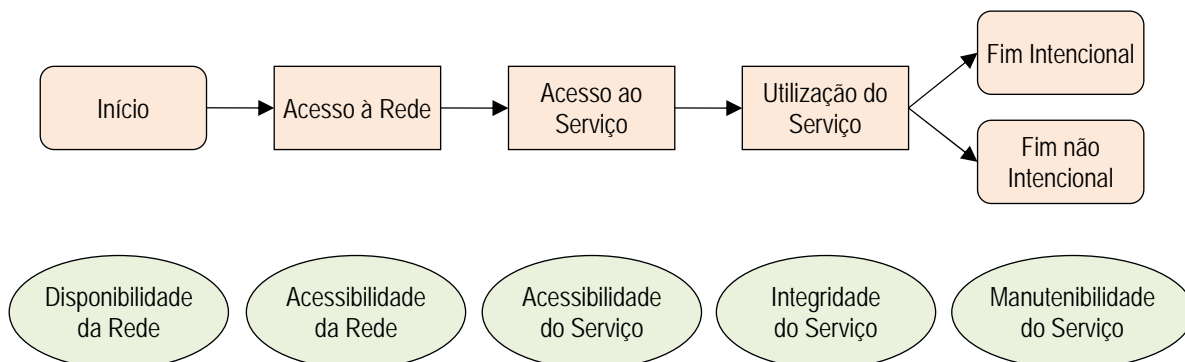 Início
Acesso à Rede
Acesso ao
Serviço
Utilização do
Serviço
Fim Intencional
Fim não
Intencional
Disponibilidade
da Rede
Acessibilidade
da Rede
Acessibilidade
do Serviço
Integridade
do Serviço
Manutenibilidade
do Serviço